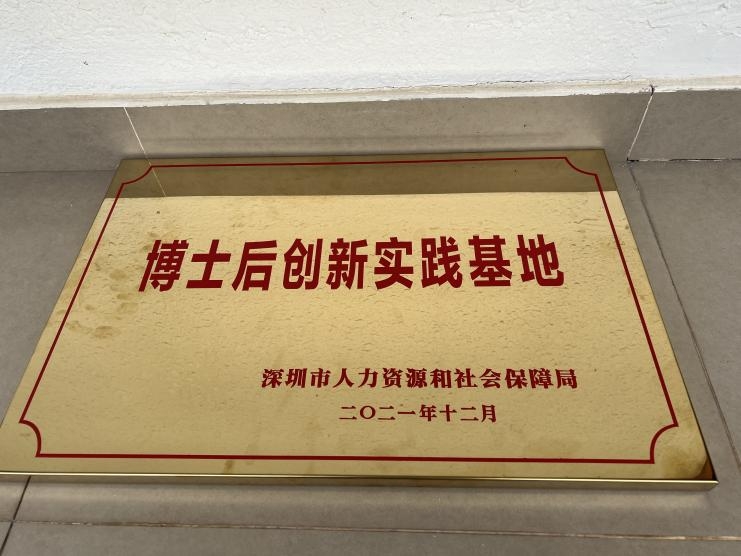 博士后创新实践基地
深圳市人力资源和社会保障局
二〇二一年十二月